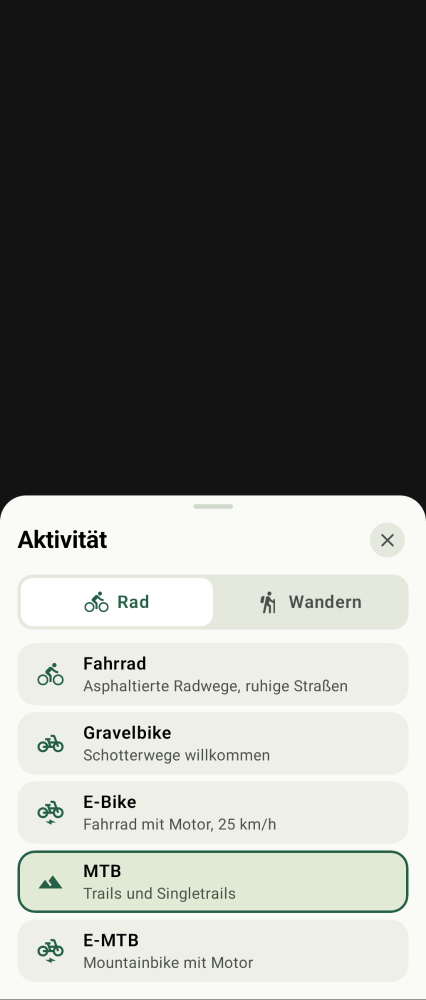 Aktivität
Rad
Wandern
Fahrrad
Asphaltierte Radwege, ruhige Straßen
Gravelbike
Schotterwege willkommen
E-Bike
Fahrrad mit Motor, 25 km/h
MTB
Trails und Singletrails
E-MTB
Mountainbike mit Motor